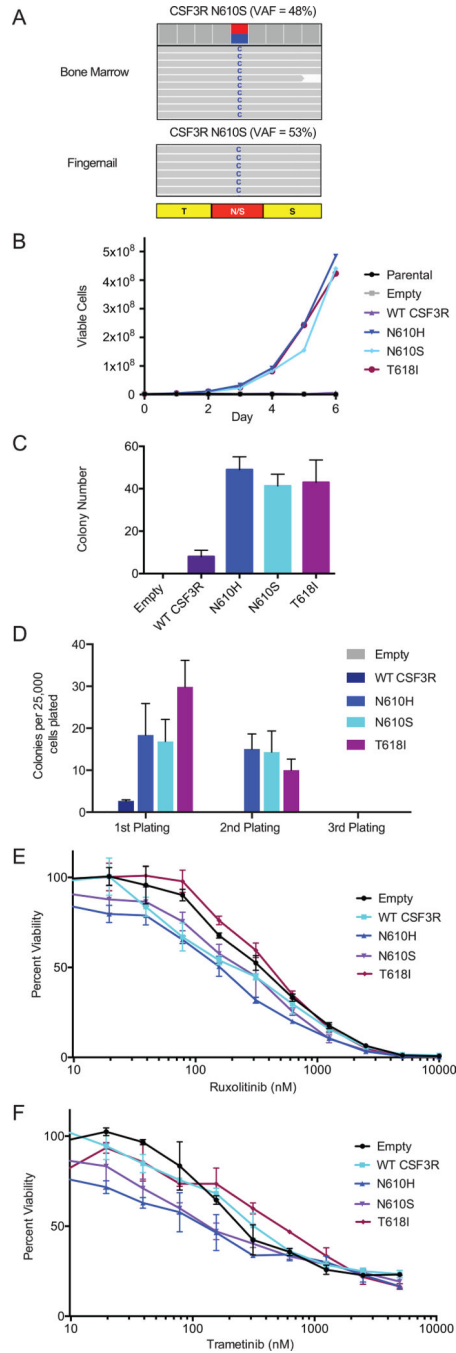 A
CSF3R N610S (VAF = 48%)
Bone Marrow
C
C
C
C
C
C
C
C
CSF3R N610S (VAF = 53%)
Fingernail
C
C
C
C
C
C
T N/S S
B
Viable Cells
5x10⁸
4x10⁸
3x10⁸
2x10⁸
1x10⁸
0
0 2 4 6
Day
Parental
Empty
WT CSF3R
N610H
N610S
T618I
C
Colony Number
60
40
20
0
Empty
WT CSF3R
N610H
N610S
T618I
D
Colonies per 25,000
cells plated
40
30
20
10
0
1st Plating 2nd Plating 3rd Plating
Empty
WT CSF3R
N610H
N610S
T618I
E
Percent Viability
100
50
0
10 100 1000 10000
Ruxolitinib (nM)
Empty
WT CSF3R
N610H
N610S
T618I
F
Percent Viability
100
50
0
10 100 1000 10000
Trametinib (nM)
Empty
WT CSF3R
N610H
N610S
T618I